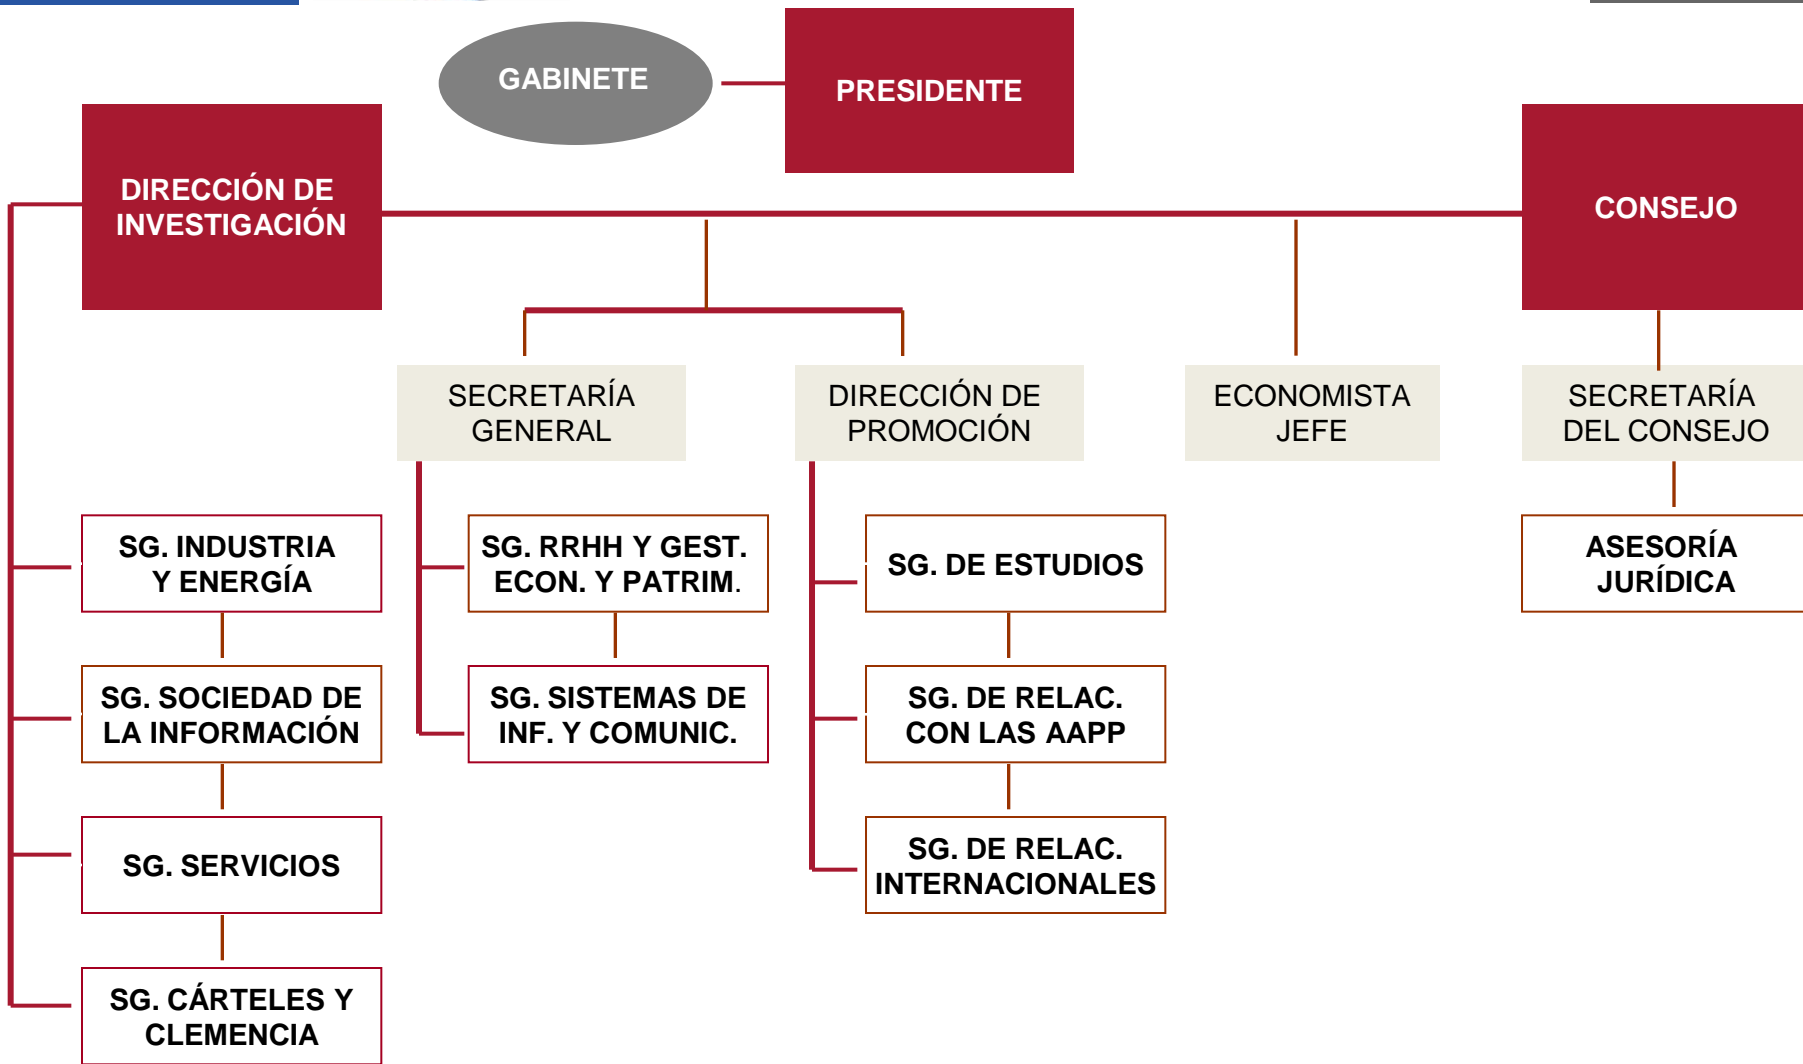 GABINETE
PRESIDENTE
DIRECCIÓN DE
INVESTIGACIÓN
CONSEJO
SECRETARÍA
GENERAL
DIRECCIÓN DE
PROMOCIÓN
ECONOMISTA
JEFE
SECRETARÍA
DEL CONSEJO
SG. INDUSTRIA
Y ENERGÍA
SG. RRHH Y GEST.
ECON. Y PATRIM.
SG. DE ESTUDIOS
ASESORÍA
JURÍDICA
SG. SOCIEDAD DE
LA INFORMACIÓN
SG. SISTEMAS DE
INF. Y COMUNIC.
SG. DE RELAC.
CON LAS AAPP
SG. SERVICIOS
SG. DE RELAC.
INTERNACIONALES
SG. CÁRTELES Y
CLEMENCIA